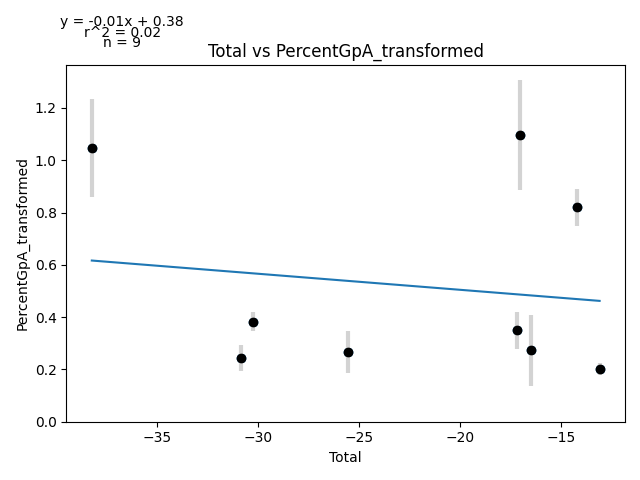 y = -0.01x + 0.38
r^2 = 0.02
n = 9
Total vs PercentGpA_transformed
PercentGpA_transformed
1.2
1.0
0.8
0.6
0.4
0.2
0.0
−35
−30
−25
−20
−15
Total